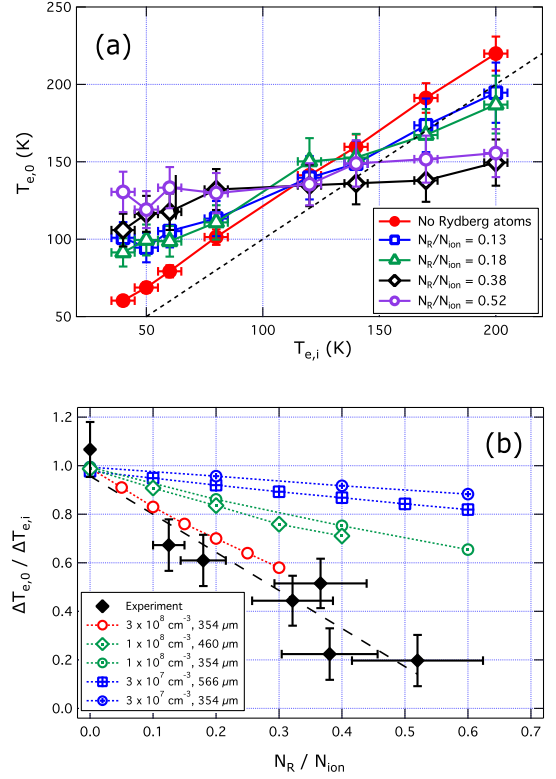 (a)
250
200
150
100
50
T_e,0 (K)
50
100
150
200
T_e,i (K)
No Rydberg atoms
N_R/N_ion = 0.13
N_R/N_ion = 0.18
N_R/N_ion = 0.38
N_R/N_ion = 0.52
(b)
1.2
1.0
0.8
0.6
0.4
0.2
0.0
ΔT_e,0 / ΔT_e,i
Experiment
3 x 10^8 cm^-3, 354 µm
1 x 10^8 cm^-3, 460 µm
1 x 10^8 cm^-3, 354 µm
3 x 10^7 cm^-3, 566 µm
3 x 10^7 cm^-3, 354 µm
0.0
0.1
0.2
0.3
0.4
0.5
0.6
0.7
N_R / N_ion